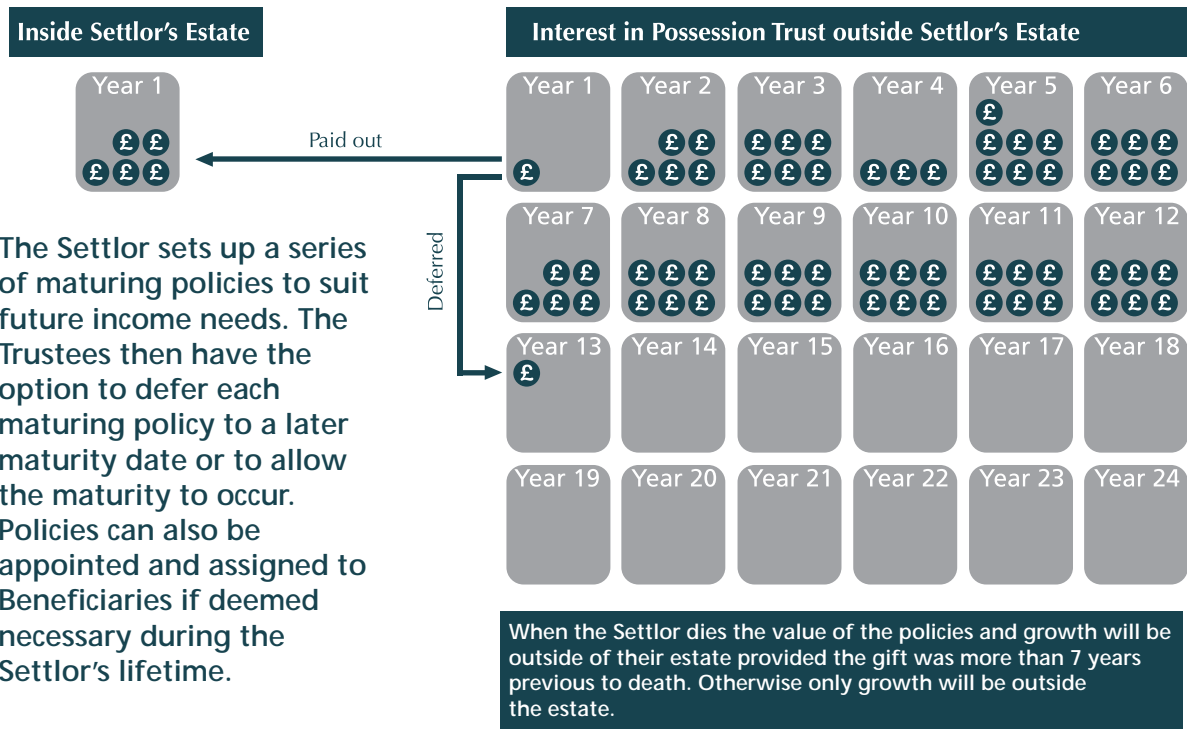 Inside Settlor's Estate
Year 1
£ £
£ £ £
The Settlor sets up a series
of maturing policies to suit
future income needs. The
Trustees then have the
option to defer each
maturing policy to a later
maturity date or to allow
the maturity to occur.
Policies can also be
appointed and assigned to
Beneficiaries if deemed
necessary during the
Settlor's lifetime.
Paid out
Deferred
Interest in Possession Trust outside Settlor's Estate
Year 1
£
Year 2
£ £
£ £ £
Year 3
£ £ £
£ £ £
Year 4
£ £ £
Year 5
£
£ £ £
£ £ £
Year 6
£ £ £
£ £ £
Year 7
£ £
£ £ £
Year 8
£ £ £
£ £ £
Year 9
£ £ £
£ £ £
Year 10
£ £ £
£ £ £
Year 11
£ £ £
£ £ £
Year 12
£ £ £
£ £ £
Year 13
£
Year 14
Year 15
Year 16
Year 17
Year 18
Year 19
Year 20
Year 21
Year 22
Year 23
Year 24
When the Settlor dies the value of the policies and growth will be
outside of their estate provided the gift was more than 7 years
previous to death. Otherwise only growth will be outside
the estate.